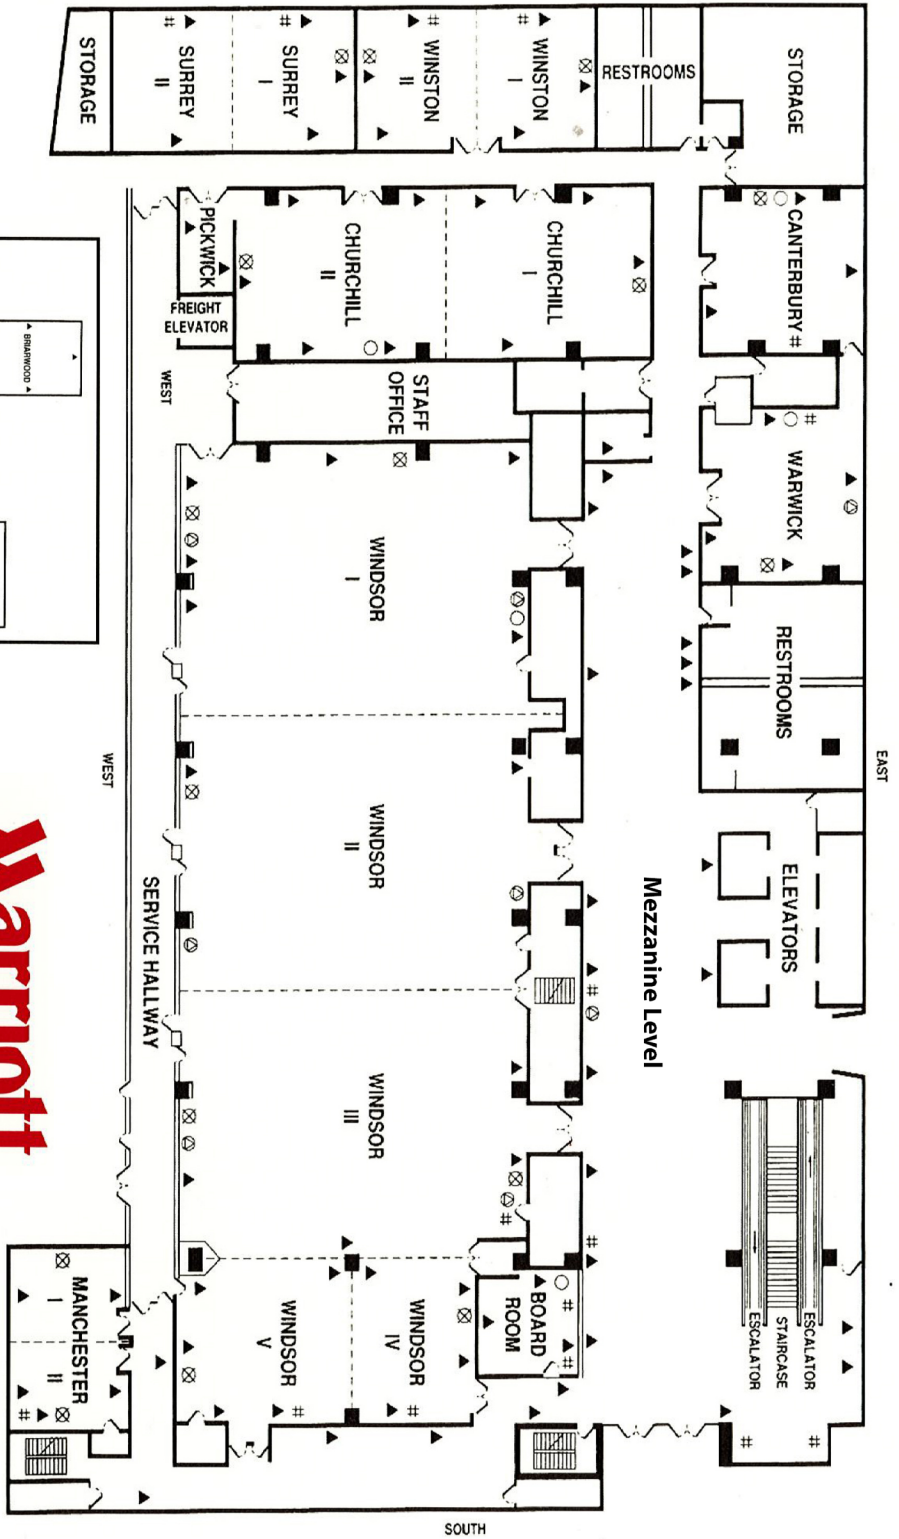 STORAGE
SURREY
II
SURREY
I
WINSTON
II
WINSTON
I
RESTROOMS
STORAGE
PICKWICK
CHURCHILL
II
CHURCHILL
I
CANTERBURY
FREIGHT
ELEVATOR
BRIARWOOD
WEST
STAFF
OFFICE
WARWICK
WINDSOR
I
RESTROOMS
WEST
EAST
WINDSOR
II
ELEVATORS
Mezzanine Level
SERVICE HALLWAY
Marriott
WINDSOR
III
MANCHESTER
I
II
WINDSOR
V
WINDSOR
IV
BOARD
ROOM
ESCALATOR
STAIRCASE
ESCALATOR
SOUTH